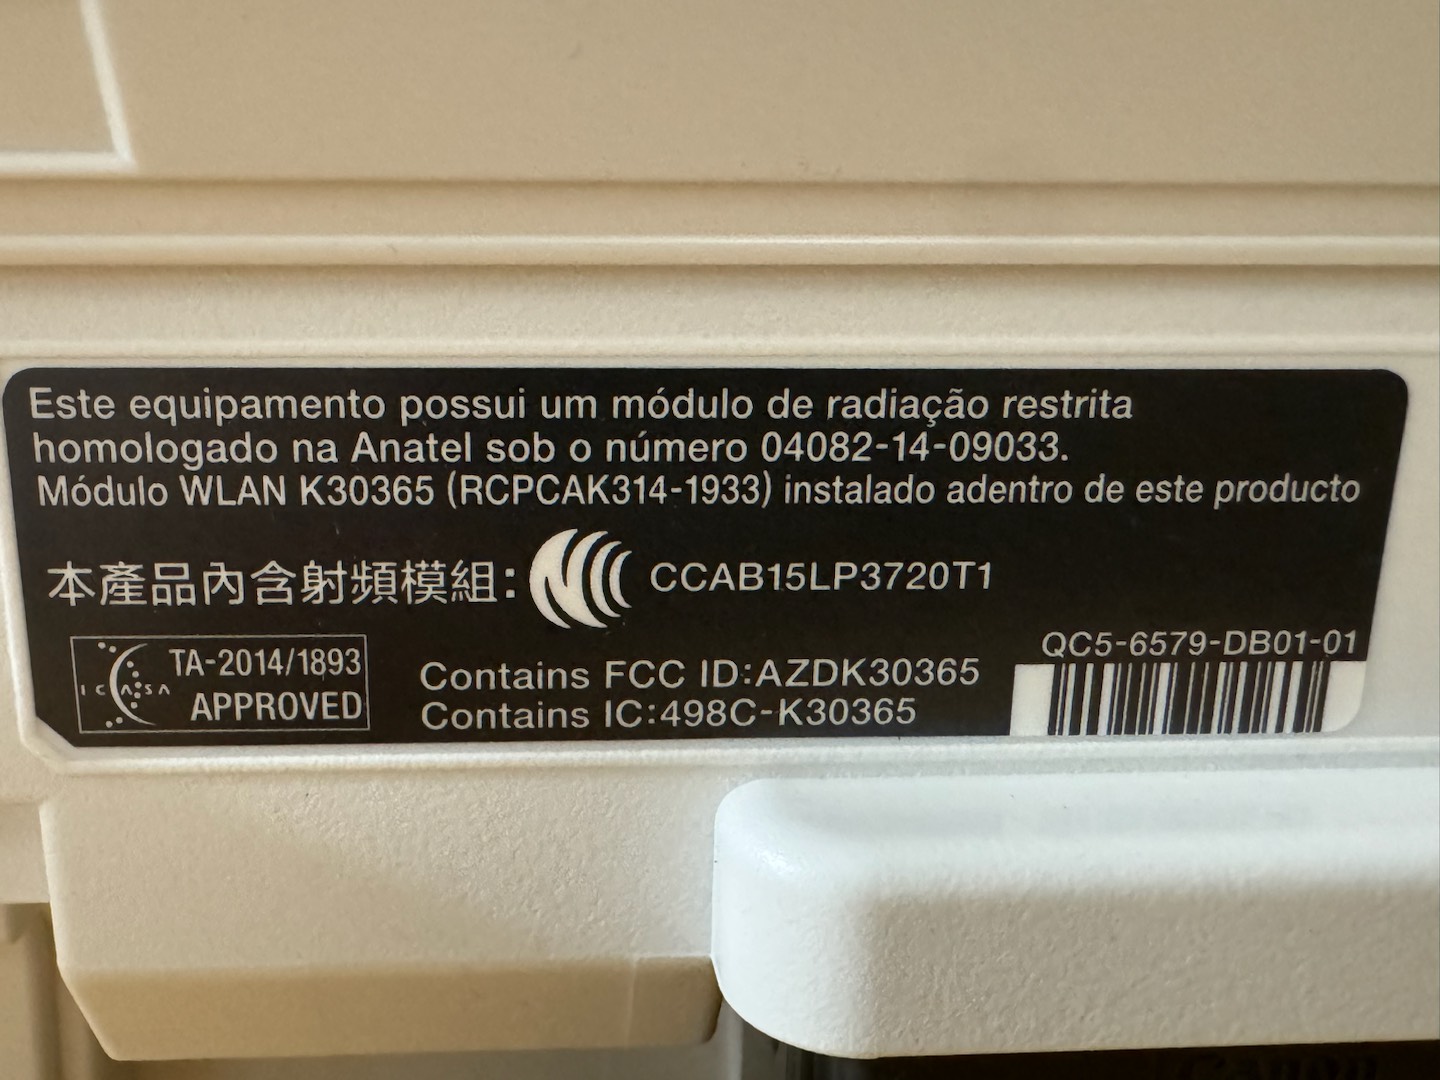 Este equipamento possui um módulo de radiação restrita
homologado na Anatel sob o número 04082-14-09033.
Módulo WLAN K30365 (RCPCAK314-1933) instalado adentro de este producto
本產品內含射頻模組: CCAB15LP3720T1
ICASA TA-2014/1893
APPROVED
Contains FCC ID:AZDK30365
Contains IC:498C-K30365
QC5-6579-DB01-01
Canon